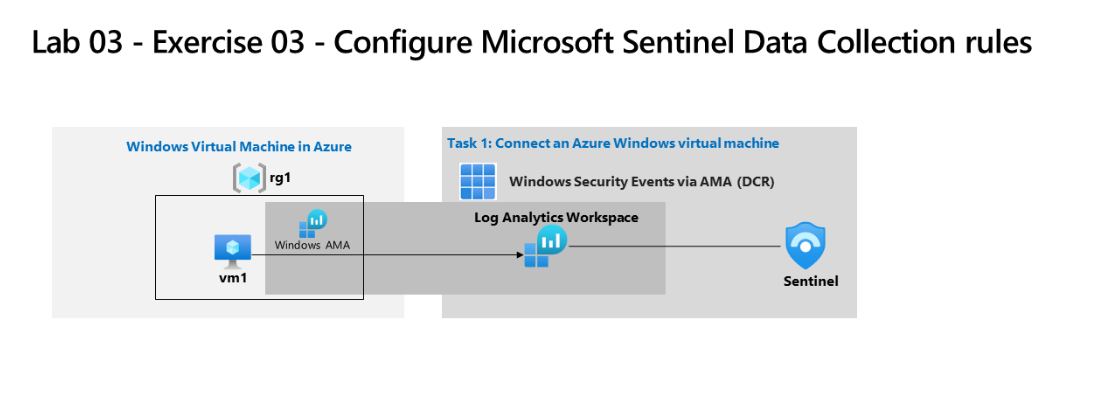 Lab 03 - Exercise 03 - Configure Microsoft Sentinel Data Collection rules
Windows Virtual Machine in Azure
rg1
Windows AMA
vm1
Task 1: Connect an Azure Windows virtual machine
Windows Security Events via AMA (DCR)
Log Analytics Workspace
Sentinel